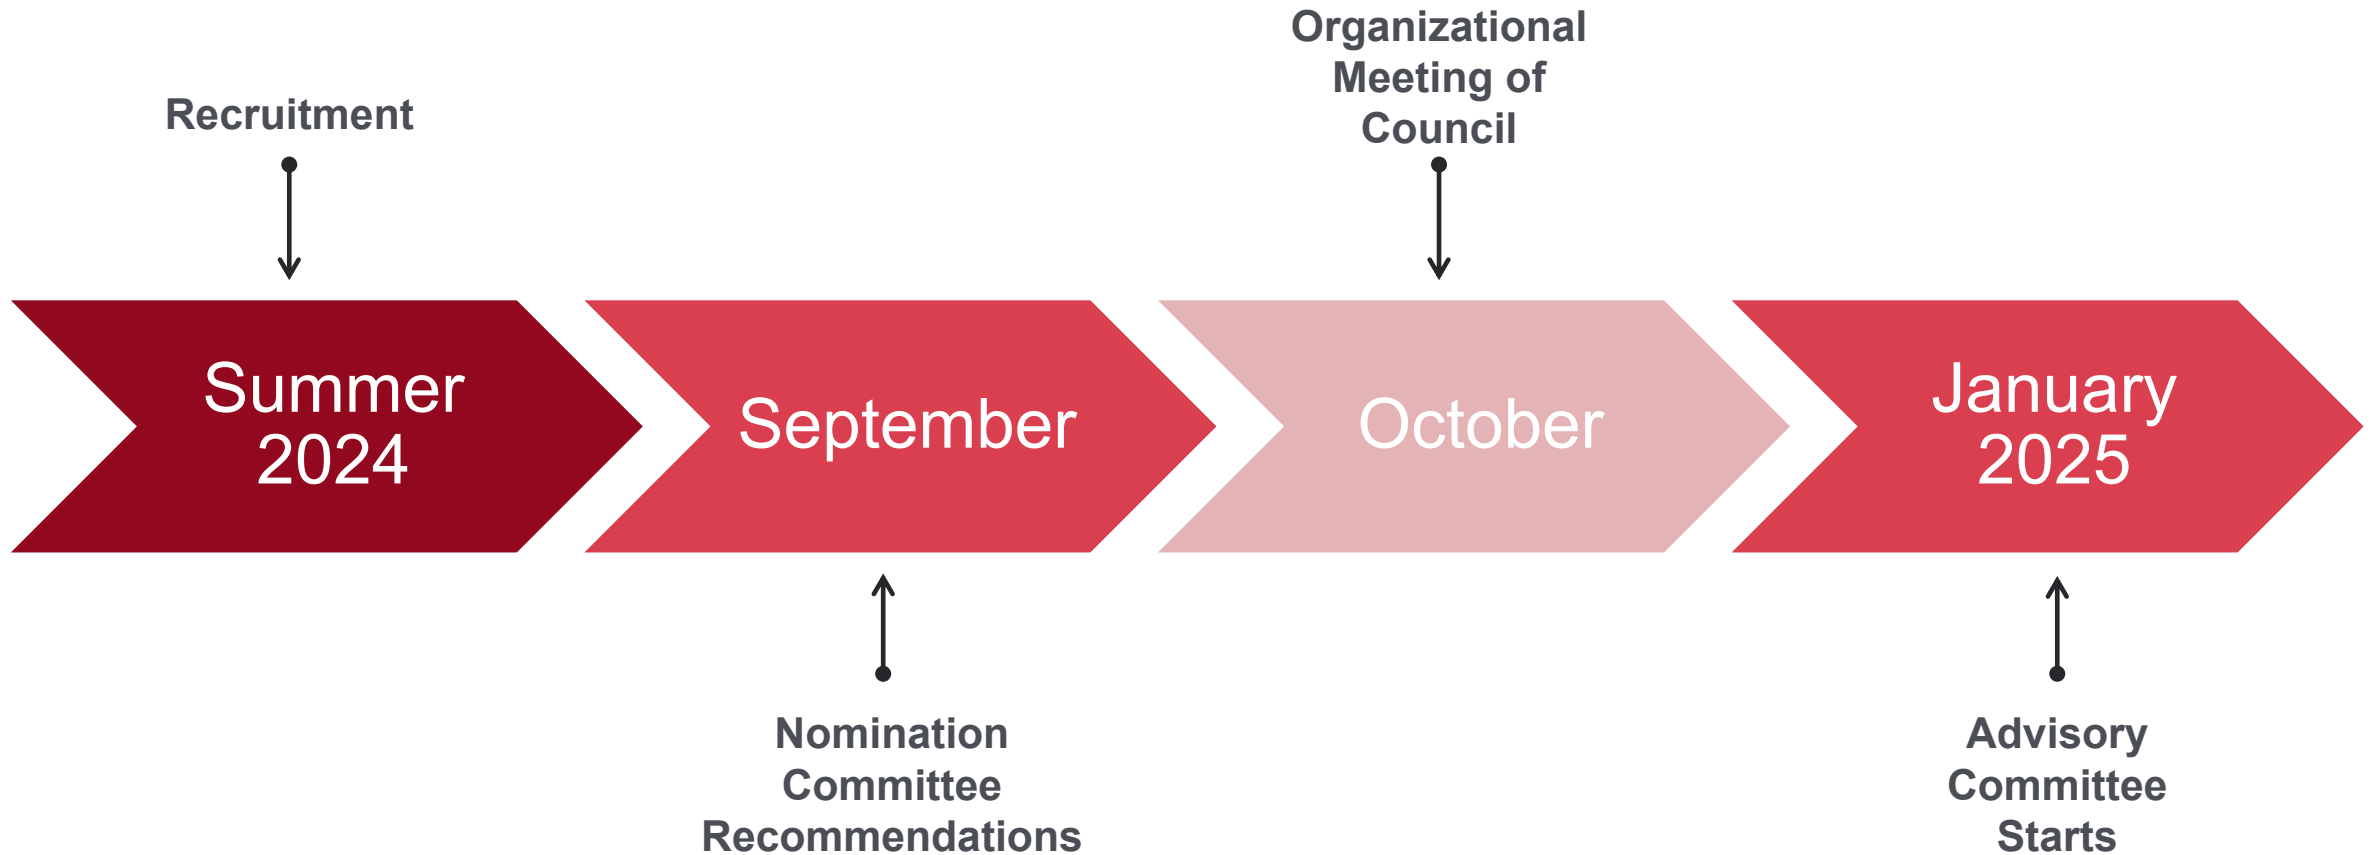 Recruitment
Summer
2024
September
Nomination
Committee
Recommendations
Organizational
Meeting of
Council
October
January
2025
Advisory
Committee
Starts